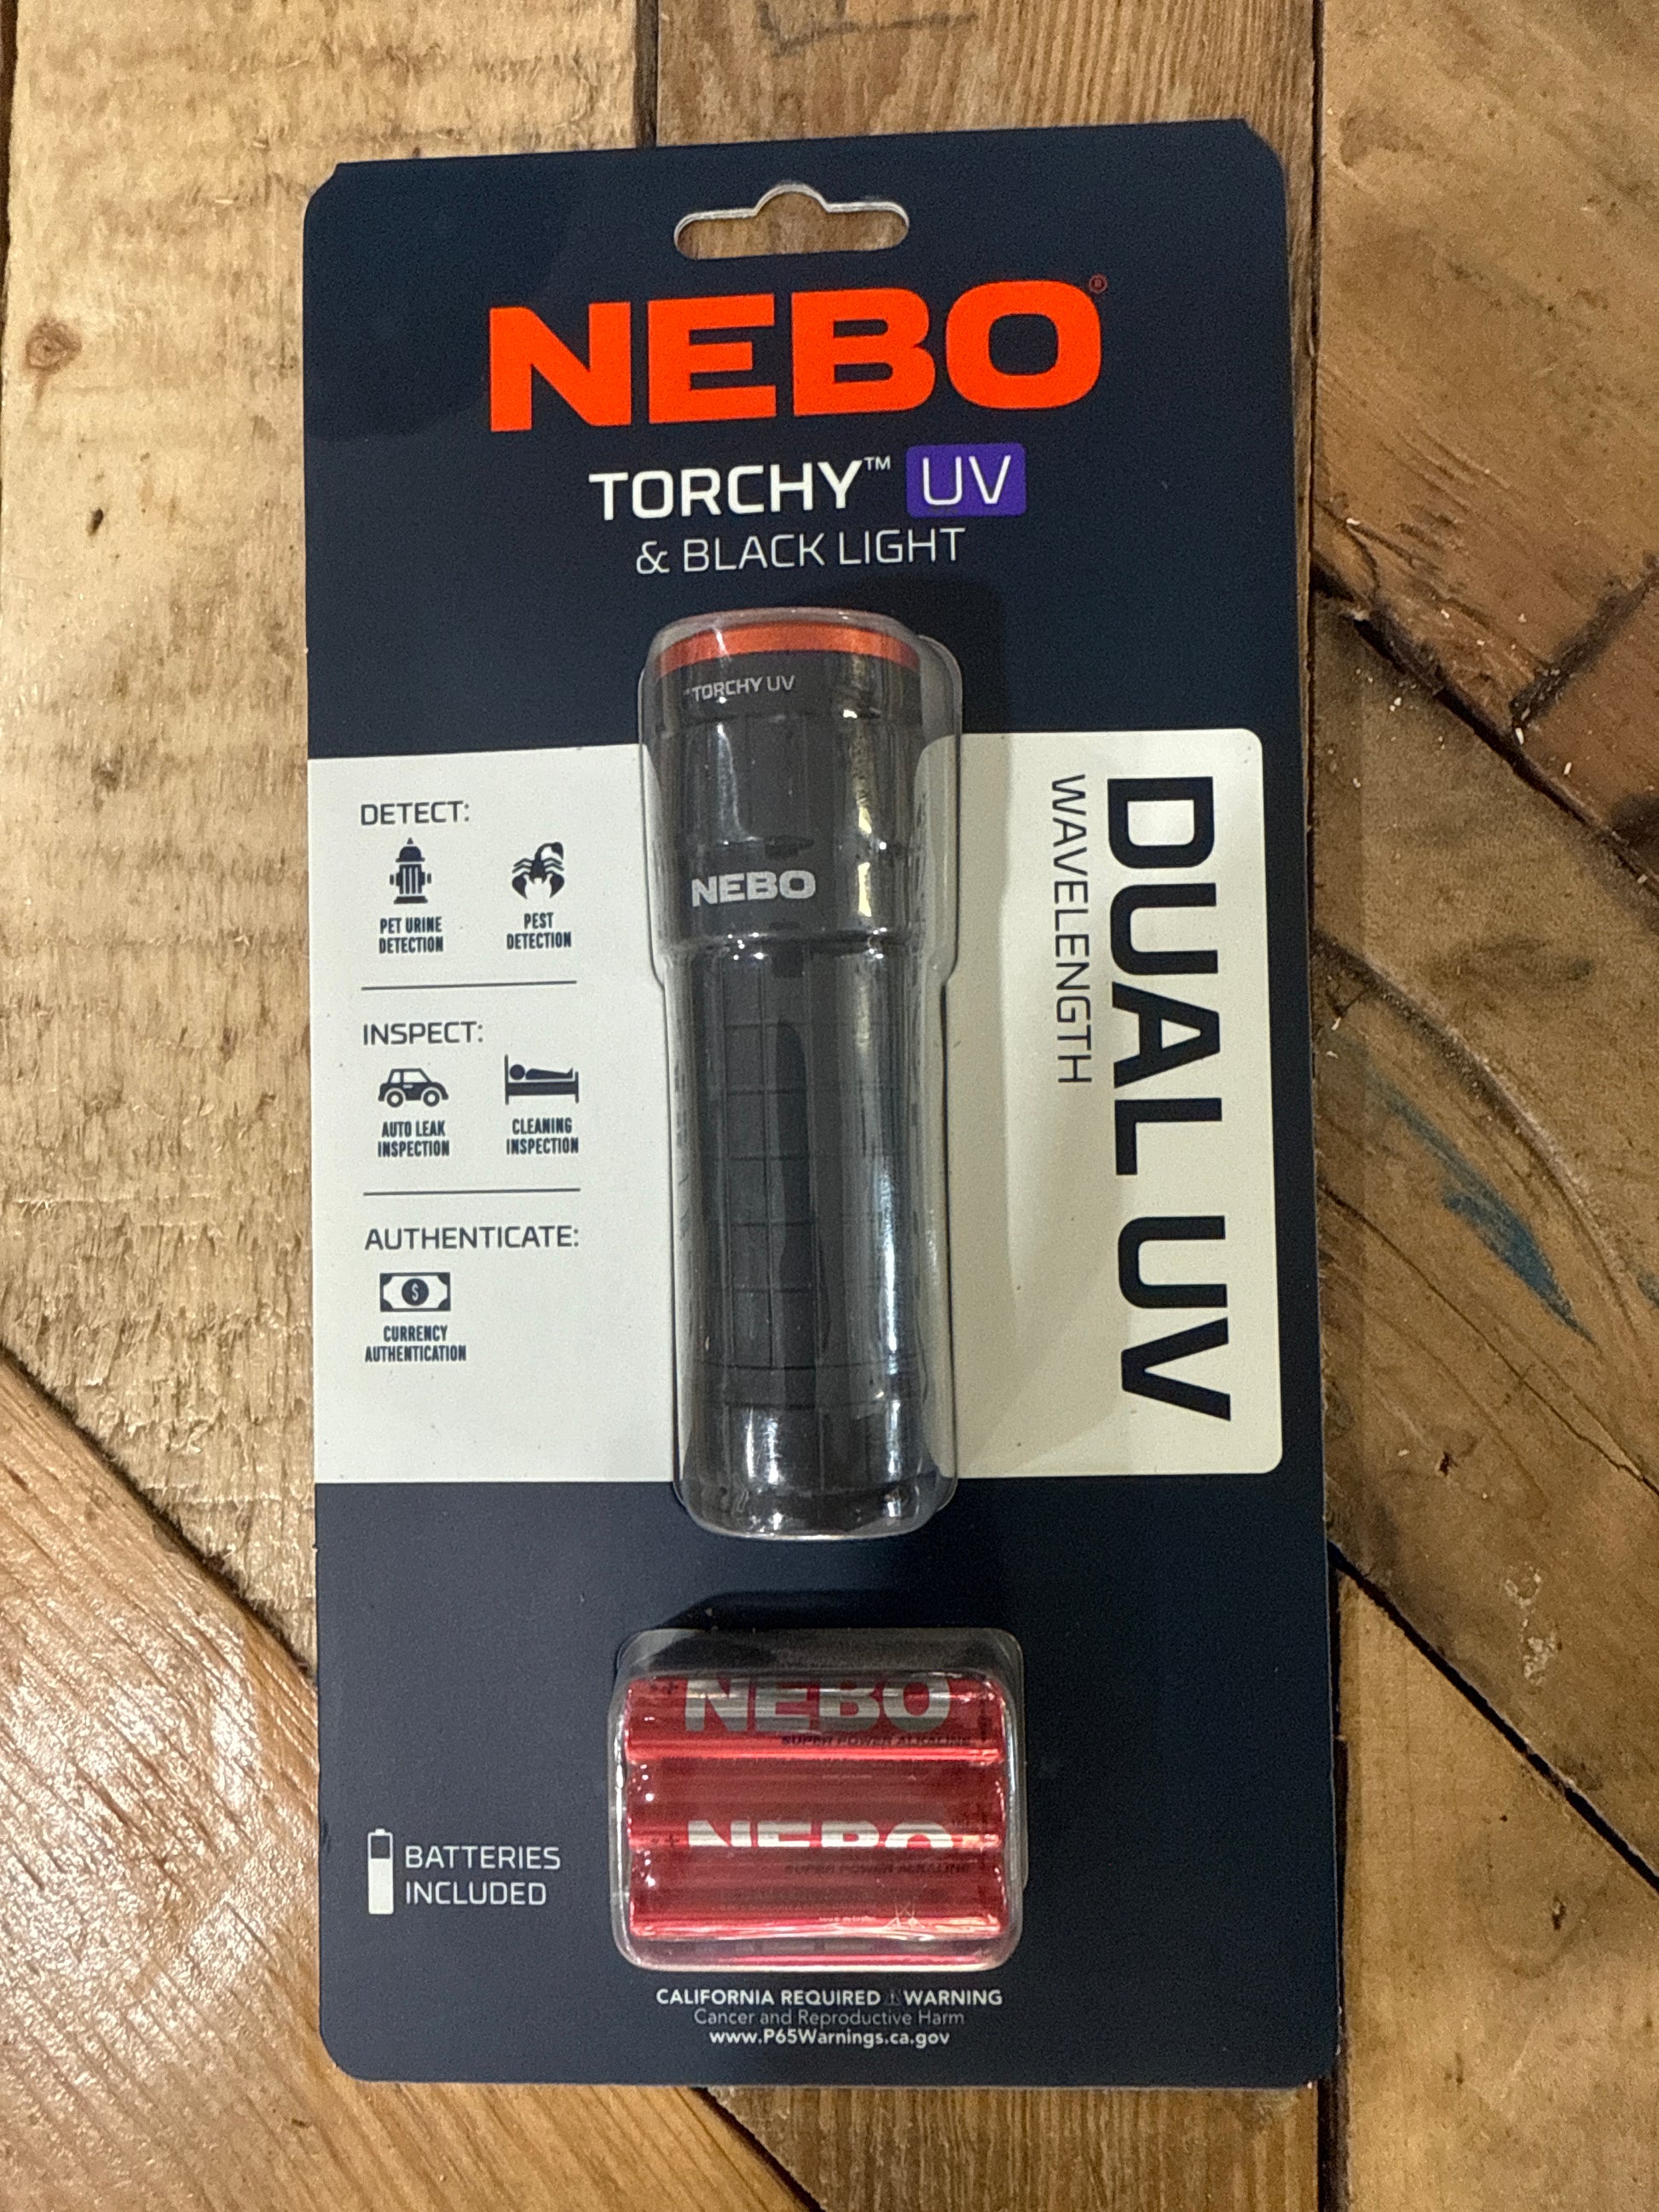 NEBO®
TORCHY™ UV
& BLACK LIGHT
TORCHY UV
NEBO
DETECT:
PET URINE
DETECTION
PEST
DETECTION
INSPECT:
AUTO LEAK
INSPECTION
CLEANING
INSPECTION
AUTHENTICATE:
$
CURRENCY
AUTHENTICATION
DUAL UV
WAVELENGTH
NEBO
SUPER POWER ALKALINE
NEBO
SUPER POWER ALKALINE
BATTERIES
INCLUDED
CALIFORNIA REQUIRED ⚠ WARNING
Cancer and Reproductive Harm
www.P65Warnings.ca.gov